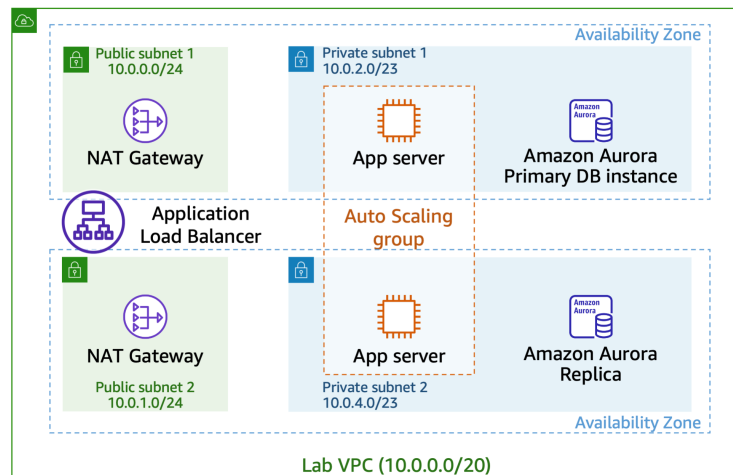 Availability Zone
Public subnet 1
10.0.0.0/24
Private subnet 1
10.0.2.0/23
NAT Gateway
App server
Amazon
Aurora
Amazon Aurora
Primary DB instance
Application
Load Balancer
Auto Scaling
group
NAT Gateway
App server
Amazon
Aurora
Amazon Aurora
Replica
Public subnet 2
10.0.1.0/24
Private subnet 2
10.0.4.0/23
Availability Zone
Lab VPC (10.0.0.0/20)